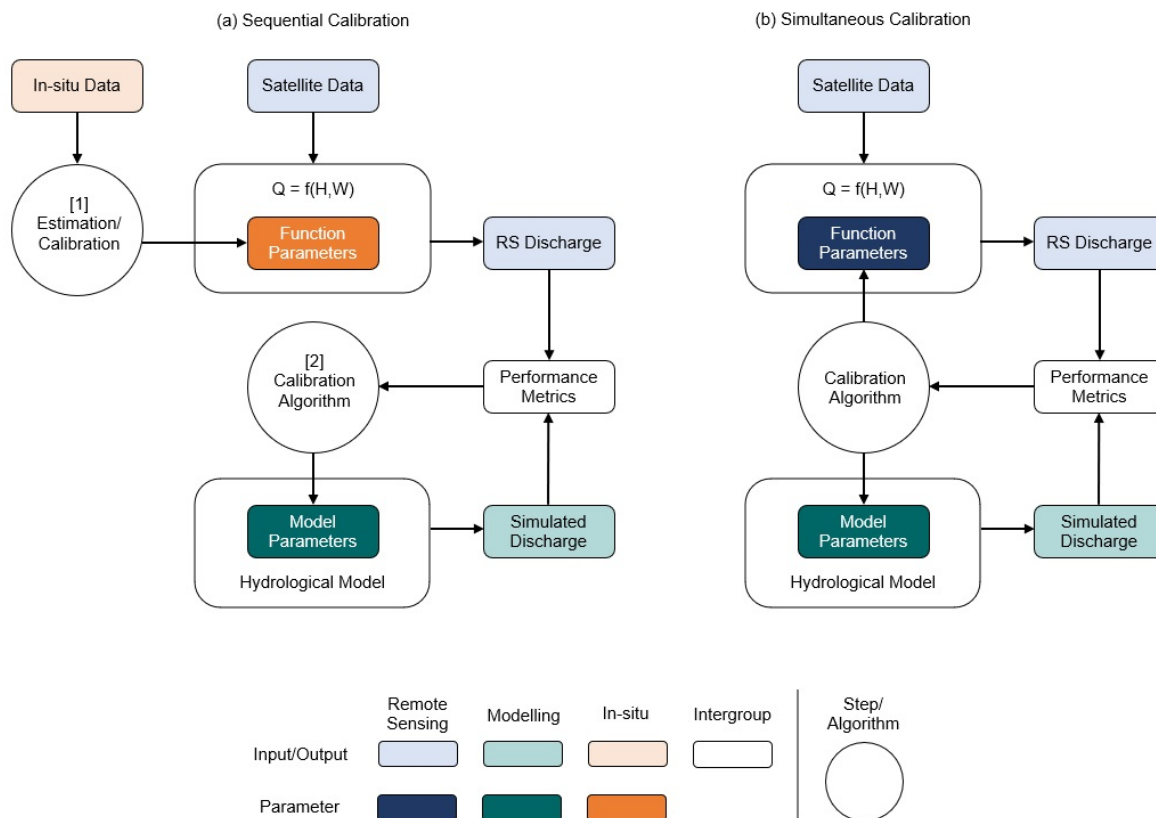 (a) Sequential Calibration
In-situ Data
Satellite Data
[1]
Estimation/
Calibration
Q = f(H,W)
Function
Parameters
RS Discharge
[2]
Calibration
Algorithm
Performance
Metrics
Model
Parameters
Simulated
Discharge
Hydrological Model
(b) Simultaneous Calibration
Satellite Data
Q = f(H,W)
Function
Parameters
RS Discharge
Calibration
Algorithm
Performance
Metrics
Model
Parameters
Simulated
Discharge
Hydrological Model
Remote
Sensing
Modelling
In-situ
Intergroup
Step/
Algorithm
Input/Output
Parameter